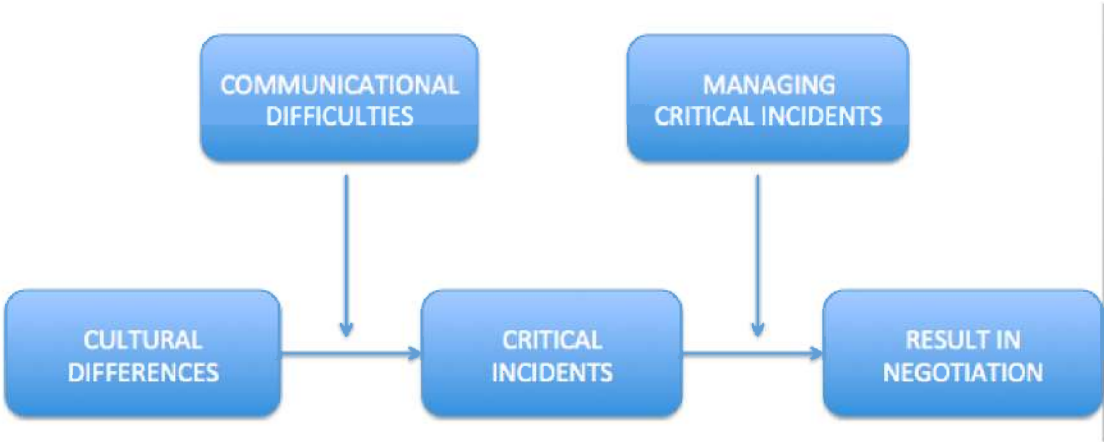 COMMUNICATIONAL
DIFFICULTIES
MANAGING
CRITICAL INCIDENTS
CULTURAL
DIFFERENCES
CRITICAL
INCIDENTS
RESULT IN
NEGOTIATION